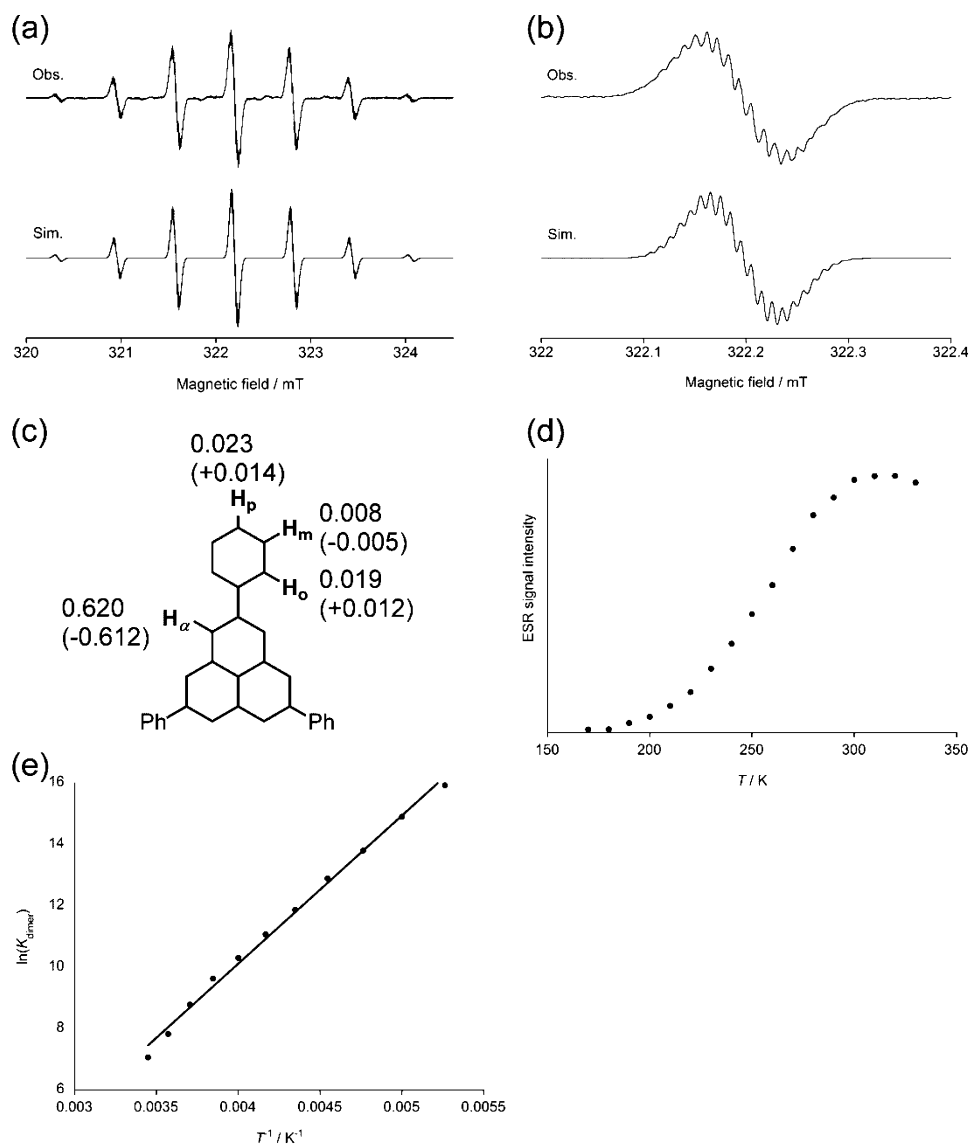 (a)
Obs.
Sim.
320 321 322 323 324
Magnetic field / mT
(b)
Obs.
Sim.
322 322.1 322.2 322.3 322.4
Magnetic field / mT
(c)
0.023
(+0.014)
Hp
Hm 0.008
(-0.005)
Ho 0.019
(+0.012)
0.620
(-0.612)
Hα
Ph Ph
(d)
ESR signal intensity
150 200 250 300 350
T / K
(e)
16
14
12
10
8
6
ln(Kdimer)
0.003 0.0035 0.004 0.0045 0.005 0.0055
T-1 / K-1